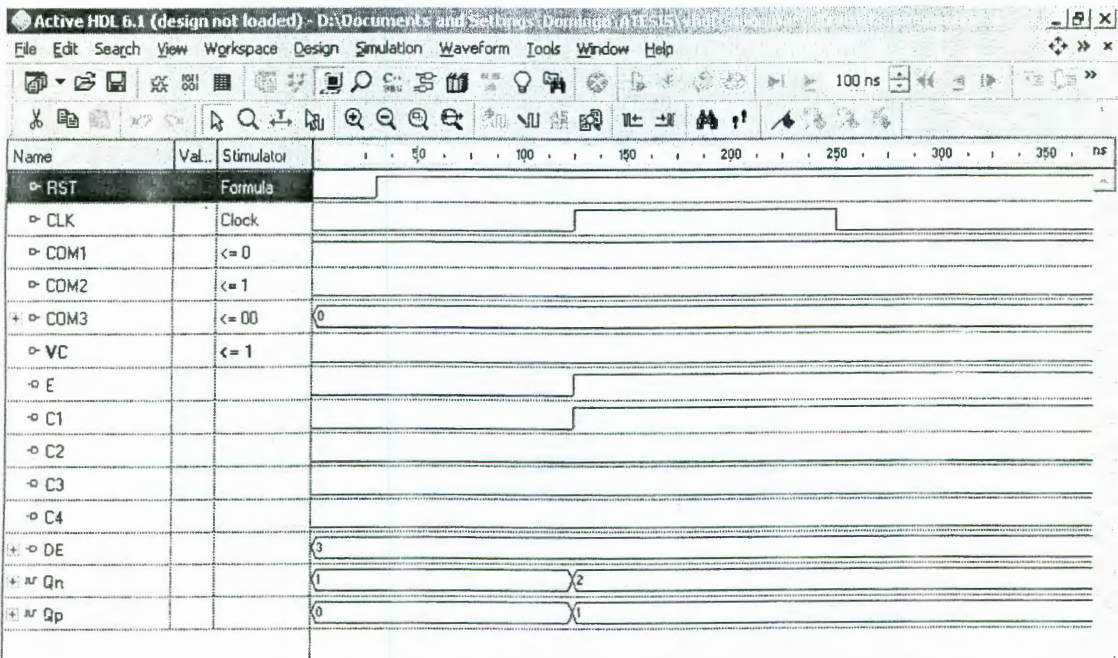 Active HDL 6.1 (design not loaded) - D:\Documents and Settings\Domingo\ATESIS\vhdl
File Edit Search View Workspace Design Simulation Waveform Tools Window Help
100 ns
Name Val... Stimulator 50 100 150 200 250 300 350 ns
RST Formula
CLK Clock
COM1 <= 0
COM2 <= 1
COM3 <= 00 0
VC <= 1
E
C1
C2
C3
C4
DE 3
Qn 1 2
Qp 0 1